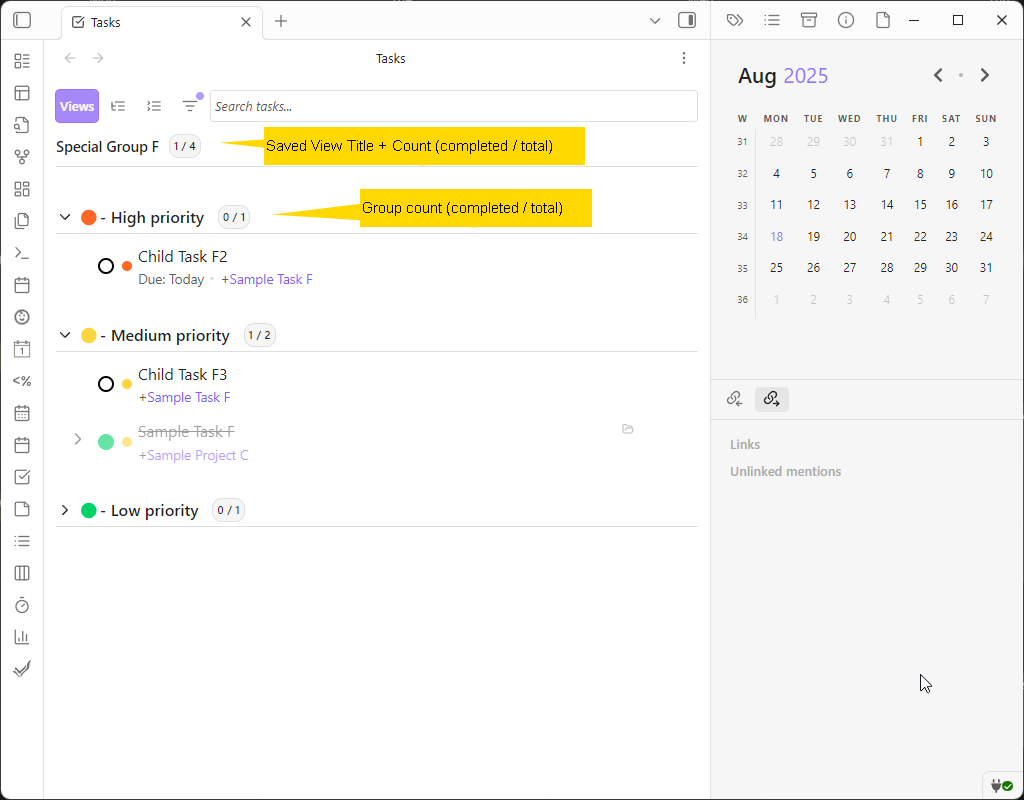 Tasks
Tasks
Views
Search tasks...
Special Group F 1 / 4
Saved View Title + Count (completed / total)
- High priority 0 / 1
Group count (completed / total)
Child Task F2
Due: Today • +Sample Task F
- Medium priority 1 / 2
Child Task F3
+Sample Task F
Sample Task F
+Sample Project C
- Low priority 0 / 1
1
<%
Aug 2025
W MON TUE WED THU FRI SAT SUN
31 28 29 30 31 1 2 3
32 4 5 6 7 8 9 10
33 11 12 13 14 15 16 17
34 18 19 20 21 22 23 24
35 25 26 27 28 29 30 31
36 1 2 3 4 5 6 7
Links
Unlinked mentions